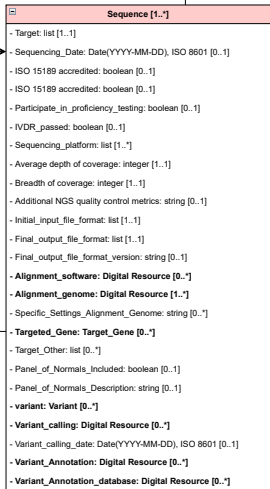 Sequence [1..*]
- Target: list [1..1]
- Sequencing_Date: Date(YYYY-MM-DD), ISO 8601 [0..1]
- ISO 15189 accredited: boolean [0..1]
- ISO 15189 accredited: boolean [0..1]
- Participate_in_proficiency_testing: boolean [0..1]
- IVDR_passed: boolean [0..1]
- Sequencing_platform: list [1..*]
- Average depth of coverage: integer [1..1]
- Breadth of coverage: integer [1..1]
- Additional NGS quality control metrics: string [0..1]
- Initial_input_file_format: list [1..1]
- Final_output_file_format: list [1..1]
- Final_output_file_format_version: string [0..1]
- Alignment_software: Digital Resource [0..*]
- Alignment_genome: Digital Resource [1..*]
- Specific_Settings_Alignment_Genome: string [0..*]
- Targeted_Gene: Target_Gene [0..*]
- Target_Other: list [0..*]
- Panel_of_Normals_Included: boolean [0..1]
- Panel_of_Normals_Description: string [0..1]
- variant: Variant [0..*]
- Variant_calling: Digital Resource [0..*]
- Variant_calling_date: Date(YYYY-MM-DD), ISO 8601 [0..1]
- Variant_Annotation: Digital Resource [0..*]
- Variant_Annotation_database: Digital Resource [0..*]